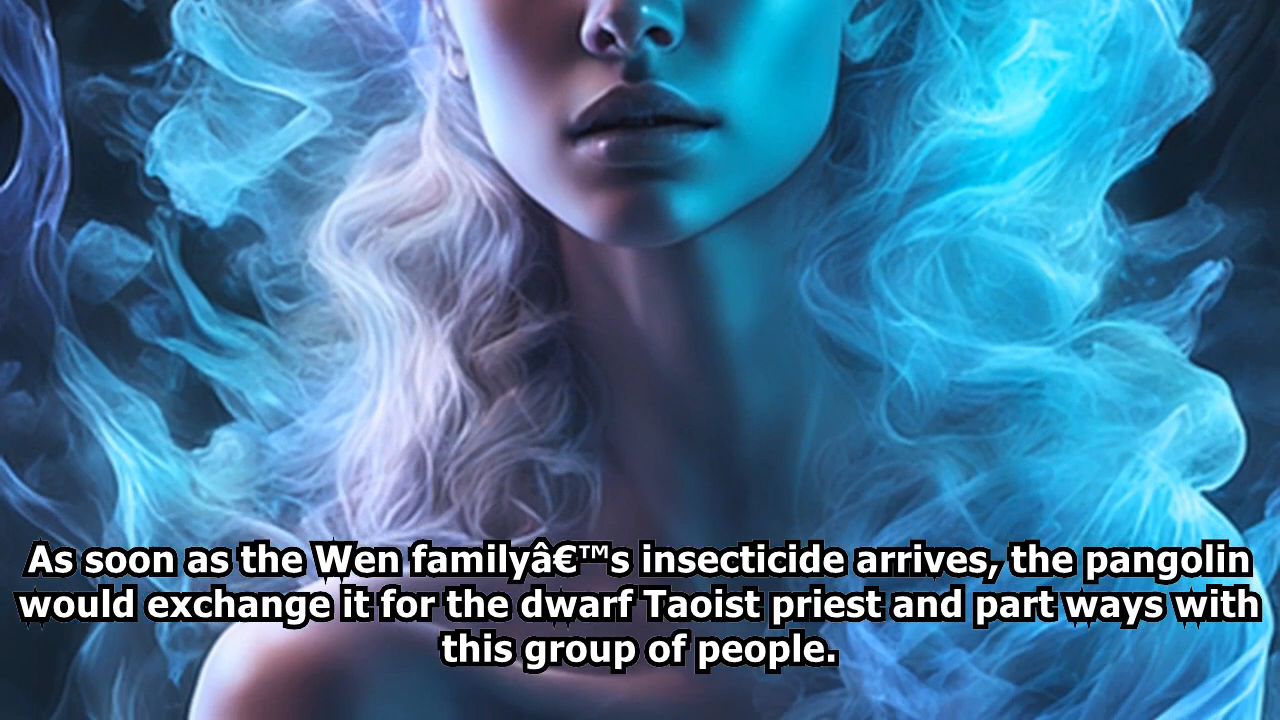 As soon as the Wen familyâ€™s insecticide arrives, the pangolin
would exchange it for the dwarf Taoist priest and part ways with
this group of people.